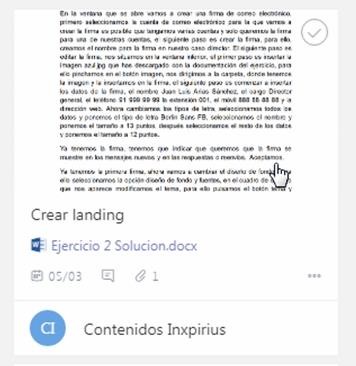 En la ventana que se abre vamos a crear una firma de correo electrónico,
primero seleccionamos la cuenta de correo electrónico para la que vamos a
crear la firma es posible que tengamos varias cuentas y solo queremos la firma
para una de nuestras cuentas, el siguiente paso es crear la firma, para ello,
creamos el nombre para la firma en nuestro caso director. El siguiente paso es
editar la firma, nos situamos en la ventana inferior, el primer paso es insertar la
imagen azul.jpg que has descargado con la documentación del ejercicio, para
ello pinchamos en el botón imagen, nos dirigimos a la carpeta, donde tenemos
la imagen y la insertamos en la firma, el siguiente paso es comenzar a insertar
los datos de la firma, el nombre Juan Luis Arias Sánchez, el cargo Director
general, el teléfono 91 999 99 99 la extensión 001, el móvil 888 88 88 88 y a
dirección web. Ahora cambiamos los tipos de letra, seleccionamos todos los
datos y ponemos el tipo de letra Berlin Sans FB, seleccionamos el nombre y
ponemos el tamaño a 13 puntos, después seleccionamos el resto de los datos
y ponemos el tamaño a 12 puntos.
Ya tenemos la firma, tenemos que indicar que queremos que la firma se
muestre en los mensajes nuevos y en las respuestas o reenvíos. Aceptamos.
Ya tenemos la primera firma, ahora vamos a cambiar el diseño de
seleccionamos la opción diseño de fondo y fuentes, en el cuadro de
que nos aparece modificamos el tema, para ello pulsamos el botón tema y
Crear landing
Ejercicio 2 Solucion.docx
05/03 1
CI Contenidos Inxpirius